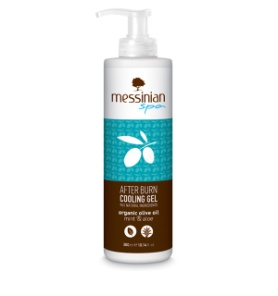 messinian
spa
AFTER BURN
COOLING GEL
organic olive oil
mint & aloe